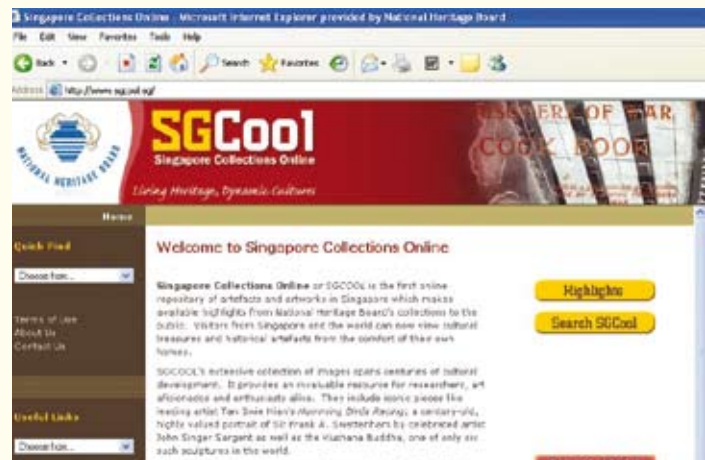 Singapore Collections Online - Microsoft Internet Explorer provided by National Heritage Board
File Edit View Favorites Tools Help
Back Search Favorites
Address http://www.sgcool.sg/
NATIONAL HERITAGE BOARD
SGCool
Singapore Collections Online
Living Heritage, Dynamic Cultures
OF WAR
COOK BOOK
Home
Quick Find
Choose from...
Terms of Use
About Us
Contact Us
Useful Links
Choose from...
Welcome to Singapore Collections Online
Singapore Collections Online or SGCOOL is the first online
repository of artefacts and artworks in Singapore which makes
available highlights from National Heritage Board's collections to the
public. Visitors from Singapore and the world can now view cultural
treasures and historical artefacts from the comfort of their own
homes.
SGCOOL's extensive collection of images spans centuries of cultural
development. It provides an invaluable resource for researchers, art
aficionados and enthusiasts alike. They include iconic pieces like
leading artist Tan Swie Hian's Humming Birds Racing; a century-old,
highly valued portrait of Sir Frank A. Swettenham by celebrated artist
John Singer Sargent as well as the Kushana Buddha, one of only six
such sculptures in the world.
Highlights
Search SGCool